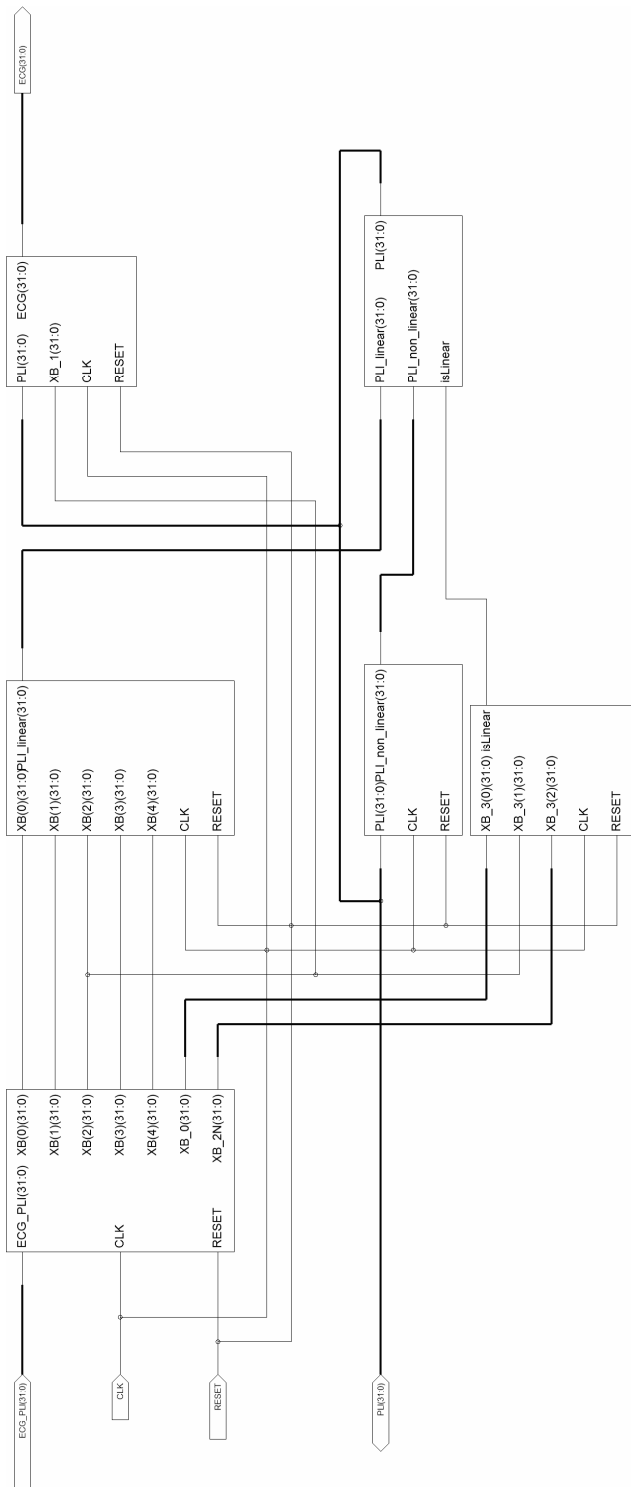 ECG_PLI(31:0)
CLK
RESET
PLI(31:0)
ECG_PLI(31:0) XB(0)(31:0)
XB(1)(31:0)
XB(2)(31:0)
XB(3)(31:0)
XB(4)(31:0)
XB_0(31:0)
XB_2N(31:0)
CLK
RESET
XB(0)(31:0)PLI_linear(31:0)
XB(1)(31:0)
XB(2)(31:0)
XB(3)(31:0)
XB(4)(31:0)
CLK
RESET
PLI(31:0)PLI_non_linear(31:0)
CLK
RESET
XB_3(0)(31:0) isLinear
XB_3(1)(31:0)
XB_3(2)(31:0)
CLK
RESET
PLI(31:0) ECG(31:0)
XB_1(31:0)
CLK
RESET
PLI_linear(31:0) PLI(31:0)
PLI_non_linear(31:0)
isLinear
ECG(31:0)